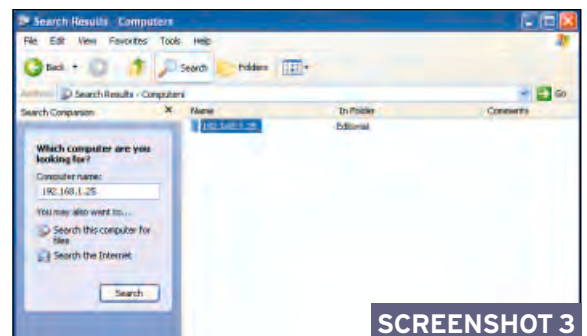 Search Results - Computers
File Edit View Favorites Tools Help
Back Search Folders
Address Search Results - Computers Go
Search Companion Name In Folder Comments
192.168.1.25 Editorial
Which computer are you
looking for?
Computer name:
192.168.1.25
You may also want to...
Search this computer for
files
Search the Internet
Search
SCREENSHOT 3